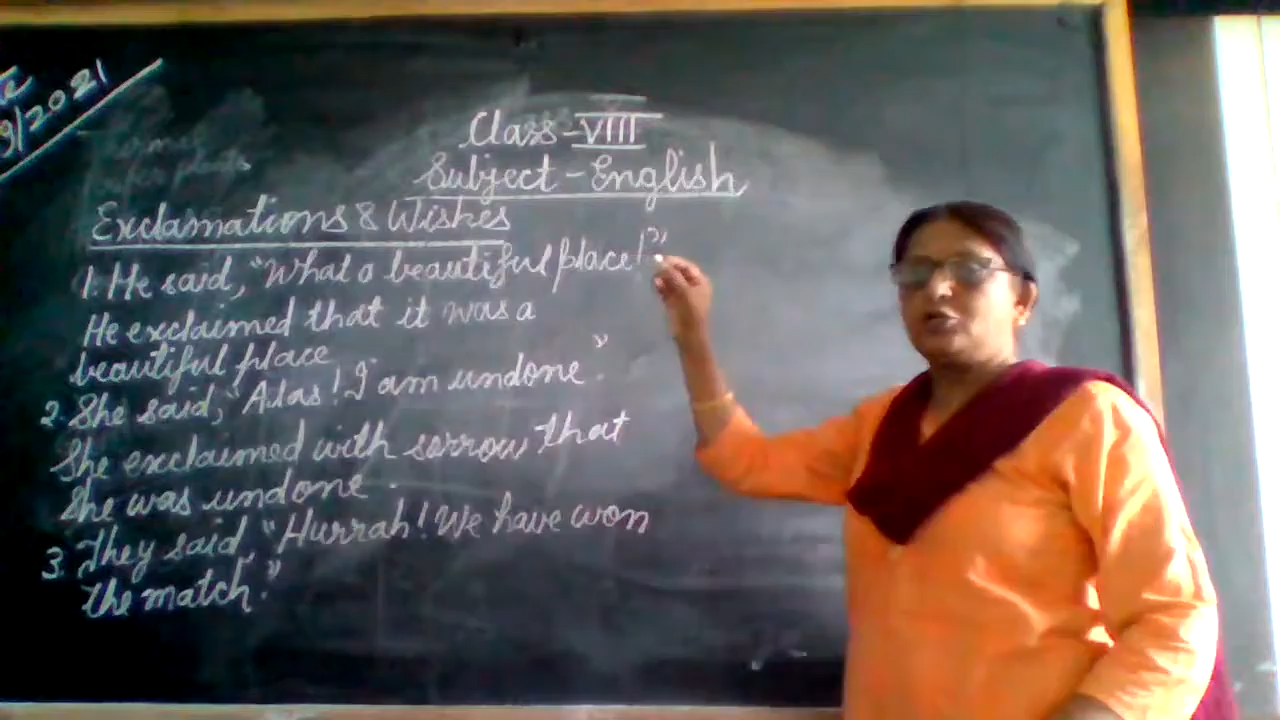 9/2021
Class - VIII
Subject - English
Exclamations & Wishes
1. He said, "What a beautiful place!"
He exclaimed that it was a
beautiful place
2. She said, "Alas! I am undone."
She exclaimed with sorrow that
she was undone.
3. They said, "Hurrah! We have won
the match."